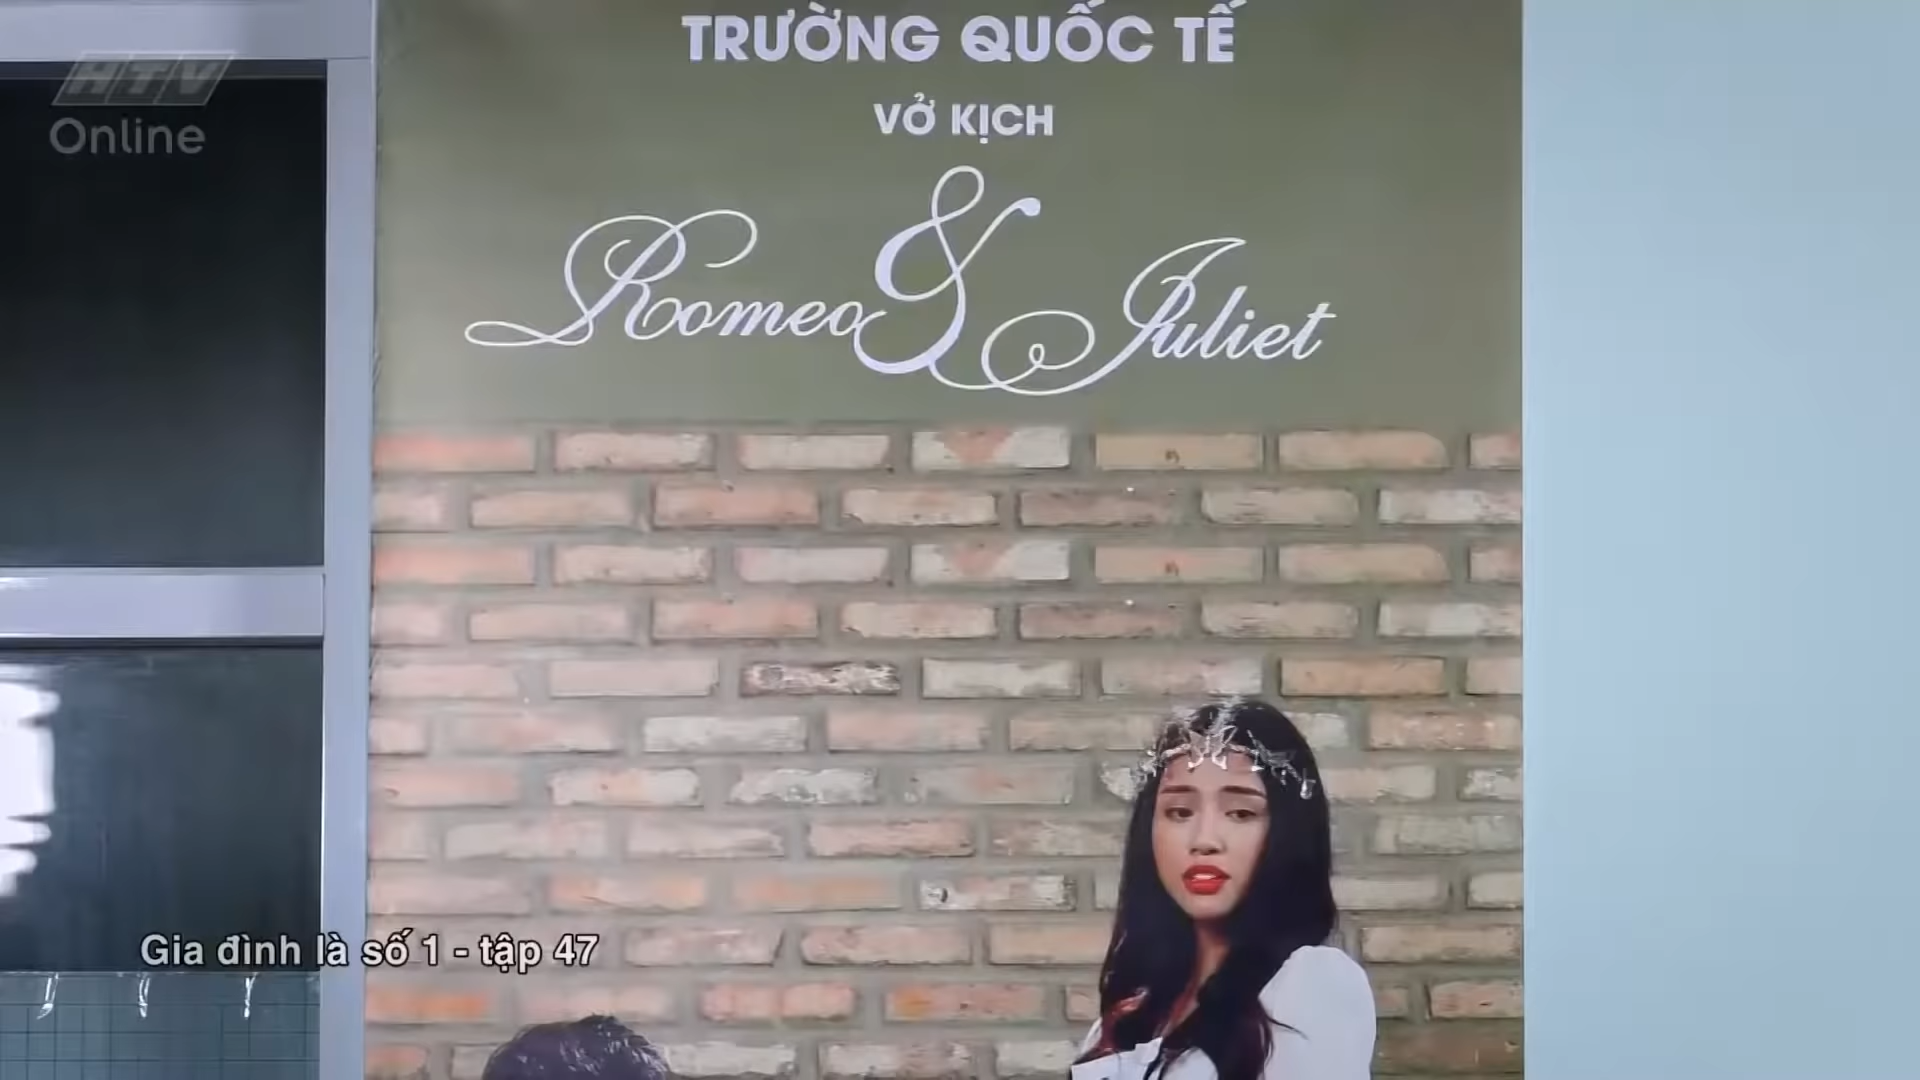 TRƯỜNG QUỐC TẾ
VỞ KỊCH
Romeo & Juliet
HTV
Online
Gia đình là số 1 - tập 47